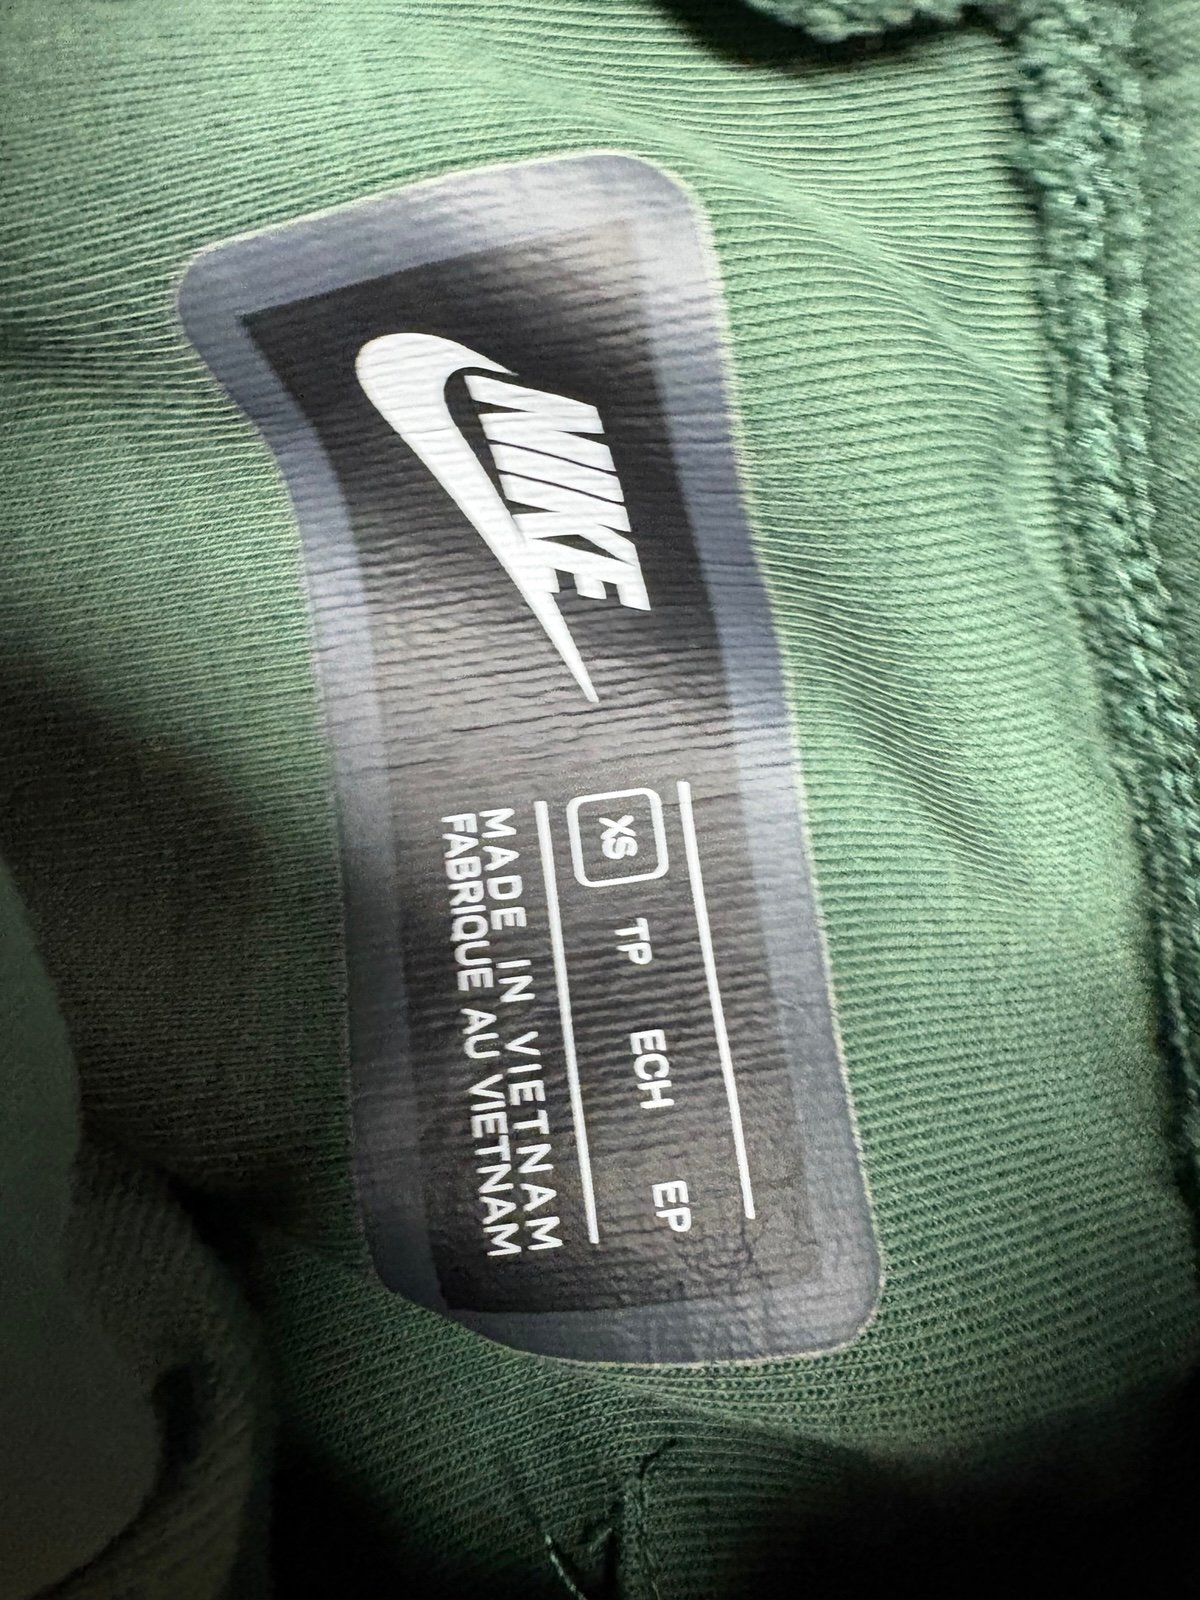 NIKE
XS TP ECH EP
MADE IN VIETNAM
FABRIQUE AU VIETNAM